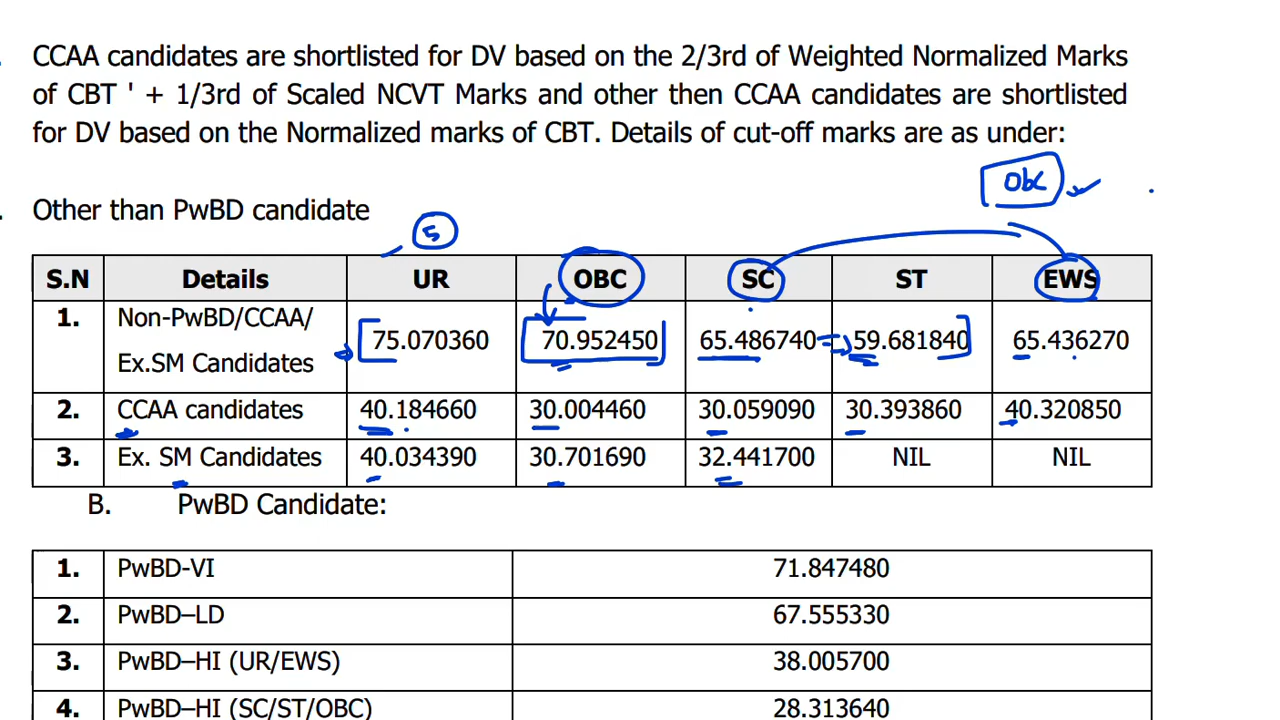 CCAA candidates are shortlisted for DV based on the 2/3rd of Weighted Normalized Marks
of CBT ' + 1/3rd of Scaled NCVT Marks and other then CCAA candidates are shortlisted
for DV based on the Normalized marks of CBT. Details of cut-off marks are as under:
Obc
Other than PwBD candidate
5
S.N Details UR OBC SC ST EWS
1. Non-PwBD/CCAA/
Ex.SM Candidates 75.070360 70.952450 65.486740 59.681840 65.436270
2. CCAA candidates 40.184660 30.004460 30.059090 30.393860 40.320850
3. Ex. SM Candidates 40.034390 30.701690 32.441700 NIL NIL
B. PwBD Candidate:
1. PwBD-VI 71.847480
2. PwBD–LD 67.555330
3. PwBD–HI (UR/EWS) 38.005700
4. PwBD–HI (SC/ST/OBC) 28.313640